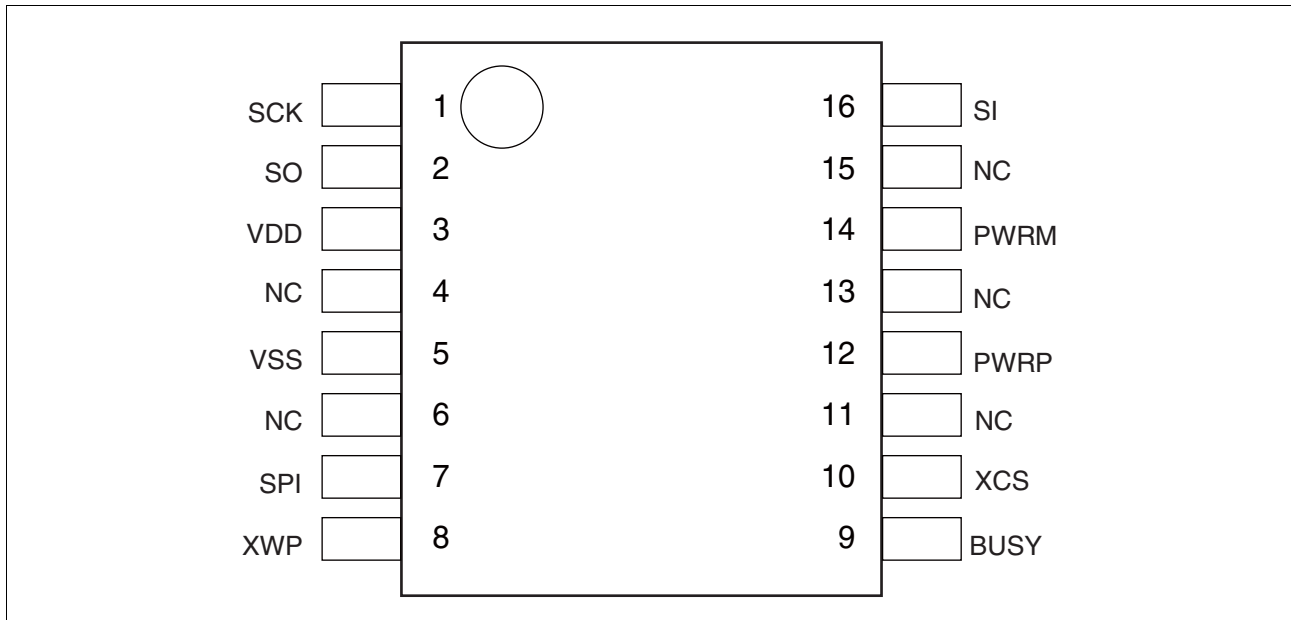 SCK 1 16 SI
SO 2 15 NC
VDD 3 14 PWRM
NC 4 13 NC
VSS 5 12 PWRP
NC 6 11 NC
SPI 7 10 XCS
XWP 8 9 BUSY